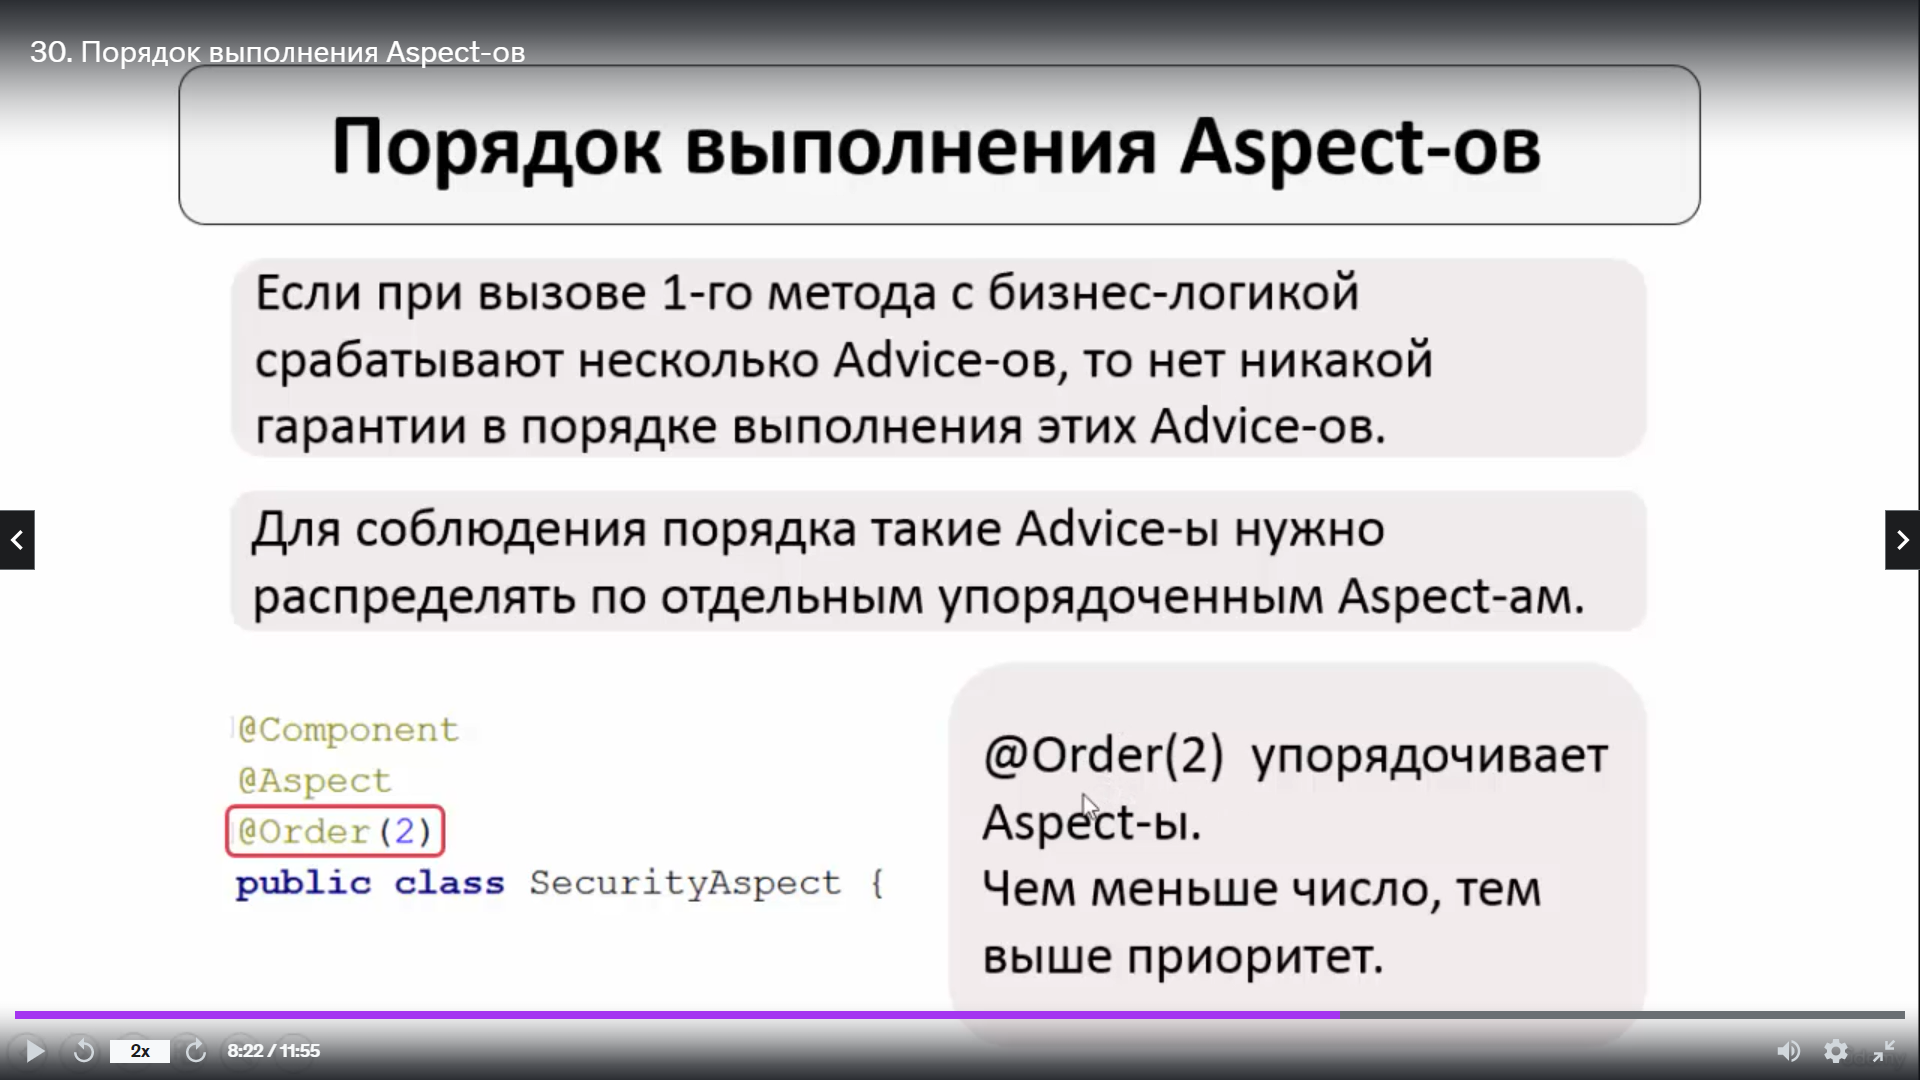 30. Порядок выполнения Aspect-ов
Порядок выполнения Aspect-ов
Если при вызове 1-го метода с бизнес-логикой
срабатывают несколько Advice-ов, то нет никакой
гарантии в порядке выполнения этих Advice-ов.
Для соблюдения порядка такие Advice-ы нужно
распределять по отдельным упорядоченным Aspect-ам.
@Component
@Aspect
@Order(2)
public class SecurityAspect {
@Order(2) упорядочивает
Aspect-ы.
Чем меньше число, тем
выше приоритет.
2x
8:22 / 11:55